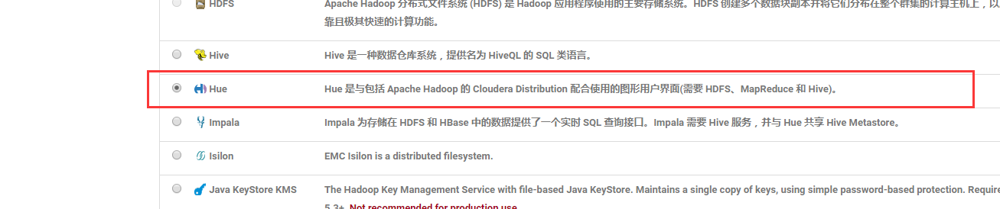 HDFS Apache Hadoop 分布式文件系统 (HDFS) 是 Hadoop 应用程序使用的主要存储系统。HDFS 创建多个数据块副本并将它们分布在整个群集的计算主机上，以
靠且极其快速的计算功能。
Hive Hive 是一种数据仓库系统，提供名为 HiveQL 的 SQL 类语言。
Hue Hue 是与包括 Apache Hadoop 的 Cloudera Distribution 配合使用的图形用户界面(需要 HDFS、MapReduce 和 Hive)。
Impala Impala 为存储在 HDFS 和 HBase 中的数据提供了一个实时 SQL 查询接口。Impala 需要 Hive 服务，并与 Hue 共享 Hive Metastore。
Isilon EMC Isilon is a distributed filesystem.
Java KeyStore KMS The Hadoop Key Management Service with file-based Java KeyStore. Maintains a single copy of keys, using simple password-based protection. Require
5.3+. Not recommended for production use.